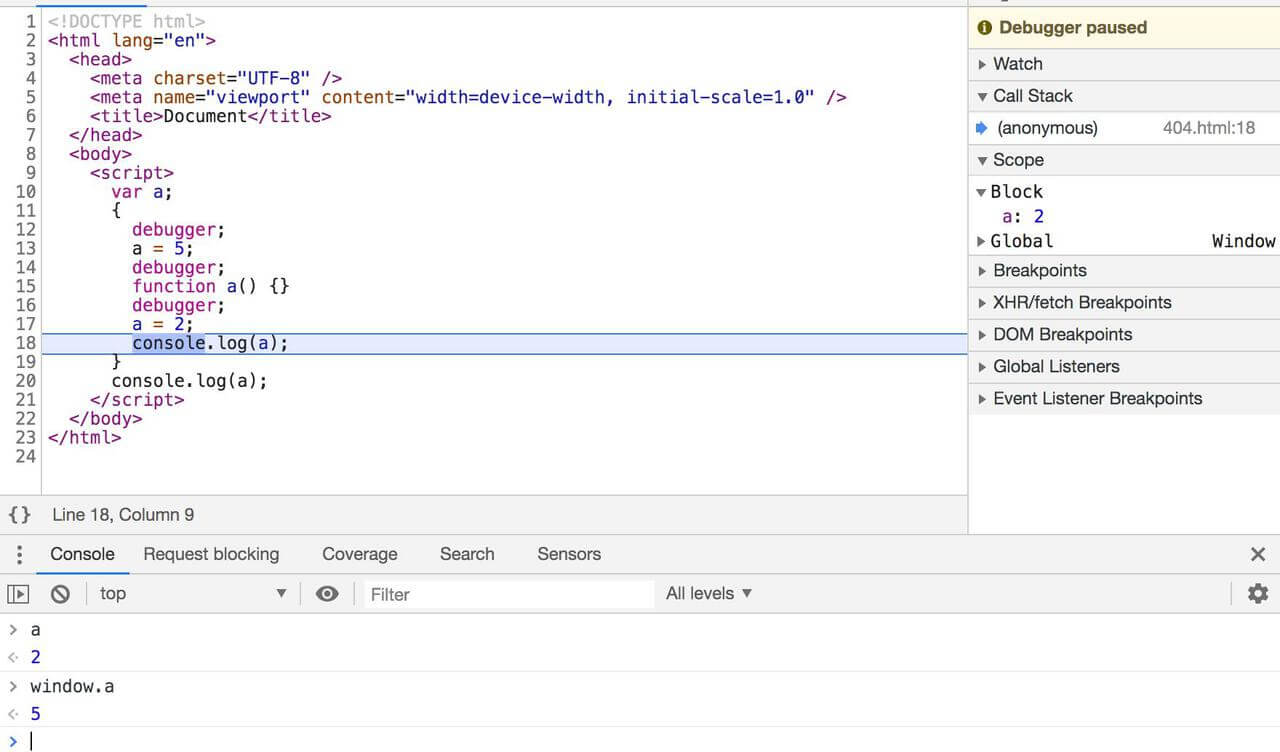 1 <!DOCTYPE html>
2 <html lang="en">
3 <head>
4 <meta charset="UTF-8" />
5 <meta name="viewport" content="width=device-width, initial-scale=1.0" />
6 <title>Document</title>
7 </head>
8 <body>
9 <script>
10 var a;
11 {
12 debugger;
13 a = 5;
14 debugger;
15 function a() {}
16 debugger;
17 a = 2;
18 console.log(a);
19 }
20 console.log(a);
21 </script>
22 </body>
23 </html>
24
{} Line 18, Column 9
Debugger paused
Watch
Call Stack
(anonymous) 404.html:18
Scope
Block
a: 2
Global Window
Breakpoints
XHR/fetch Breakpoints
DOM Breakpoints
Global Listeners
Event Listener Breakpoints
Console Request blocking Coverage Search Sensors
top Filter All levels
> a
2
> window.a
5
>